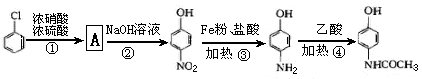 Cl
浓硝酸
浓硫酸
①
A
NaOH溶液
②
OH
NO₂
Fe粉、盐酸
加热 ③
OH
NH₂
乙酸
加热 ④
OH
NHCOCH₃